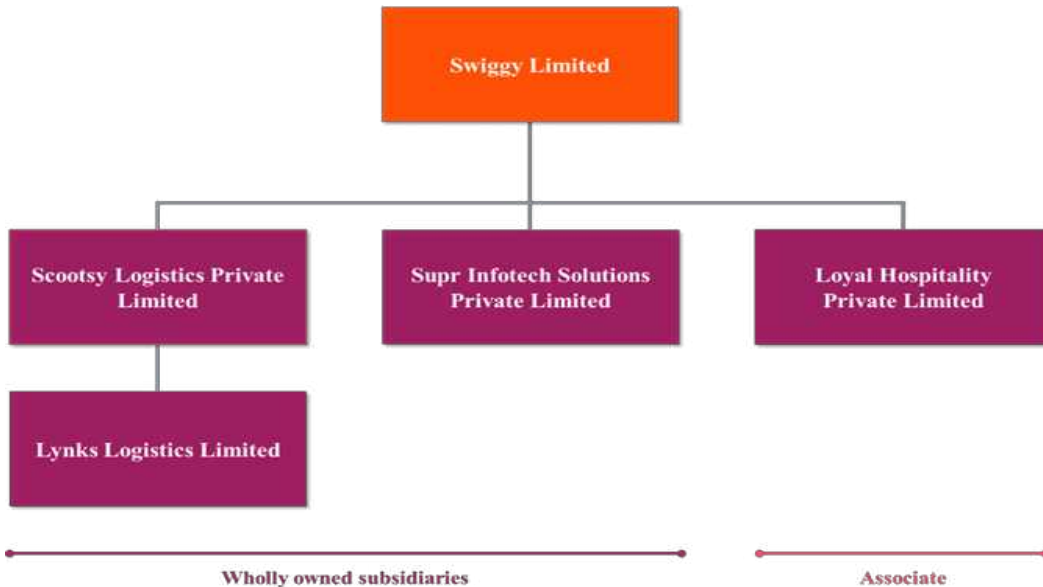 Swiggy Limited
Scootsy Logistics Private
Limited
Supr Infotech Solutions
Private Limited
Loyal Hospitality
Private Limited
Lynks Logistics Limited
Wholly owned subsidiaries
Associate